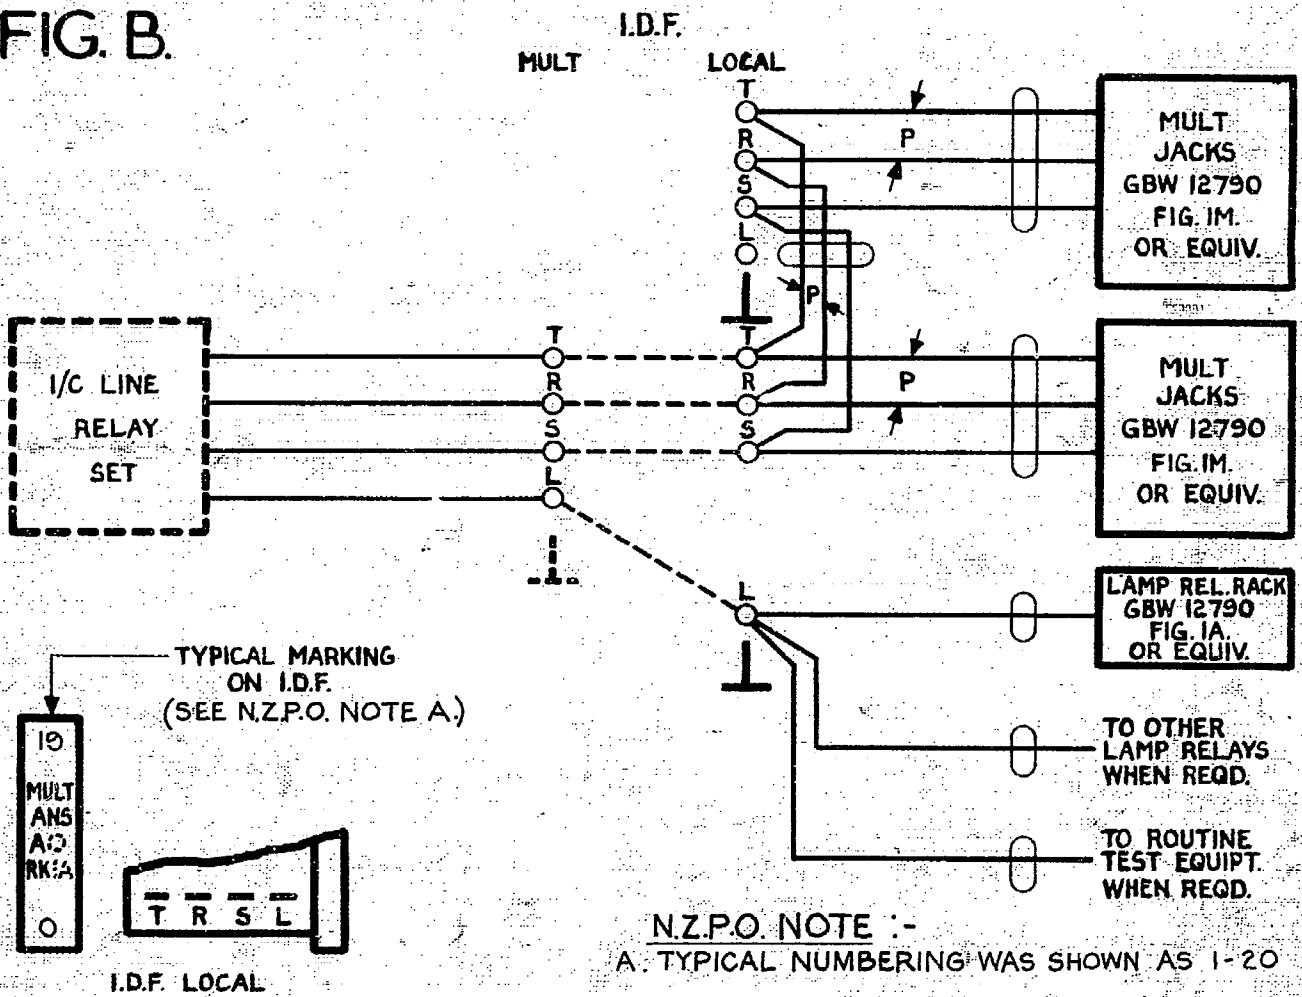 FIG. B.
I.D.F.
MULT
LOCAL
T
R
S
L
P
MULT
JACKS
GBW 12790
FIG. 1M.
OR EQUIV.
P
I/C LINE
RELAY
SET
T
R
S
L
T
R
S
P
MULT
JACKS
GBW 12790
FIG. 1M.
OR EQUIV.
L
LAMP REL. RACK
GBW 12790
FIG. 1A.
OR EQUIV.
TO OTHER
LAMP RELAYS
WHEN REQD.
TO ROUTINE
TEST EQUIPT.
WHEN REQD.
TYPICAL MARKING
ON I.D.F.
(SEE N.Z.P.O. NOTE A.)
19
MULT
ANS
0
T R S L
I.D.F. LOCAL
N.Z.P.O. NOTE :-
A. TYPICAL NUMBERING WAS SHOWN AS 1-20